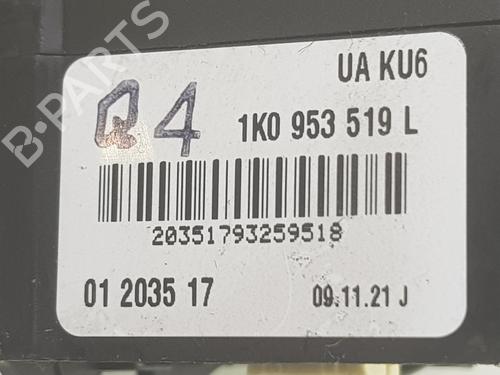 UA KU6
Q4
1K0 953 519 L
20351793259518
01 2035 17
09.11.21 J
B-PARTS